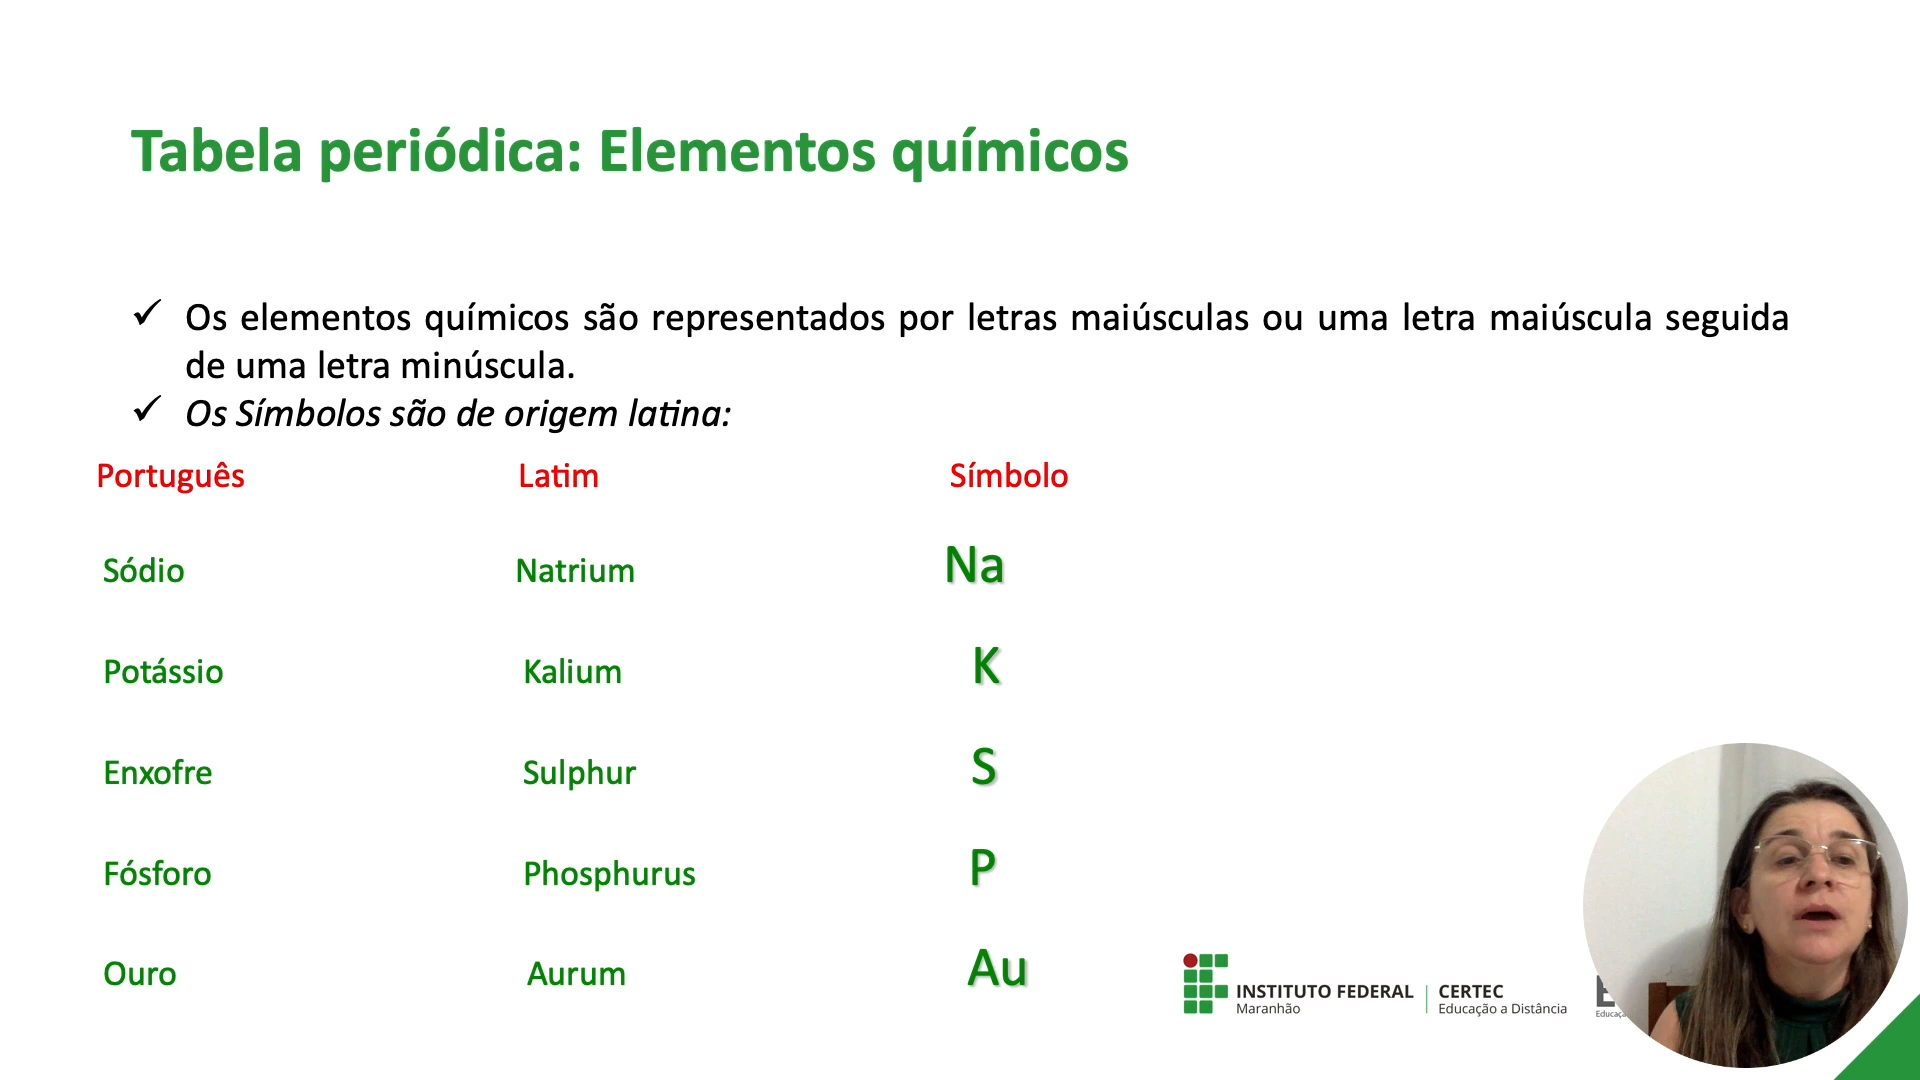 Tabela periódica: Elementos químicos
✓ Os elementos químicos são representados por letras maiúsculas ou uma letra maiúscula seguida
de uma letra minúscula.
✓ Os Símbolos são de origem latina:
Português Latim Símbolo
Sódio Natrium Na
Potássio Kalium K
Enxofre Sulphur S
Fósforo Phosphurus P
Ouro Aurum Au
INSTITUTO FEDERAL
Maranhão
CERTEC
Educação a Distância